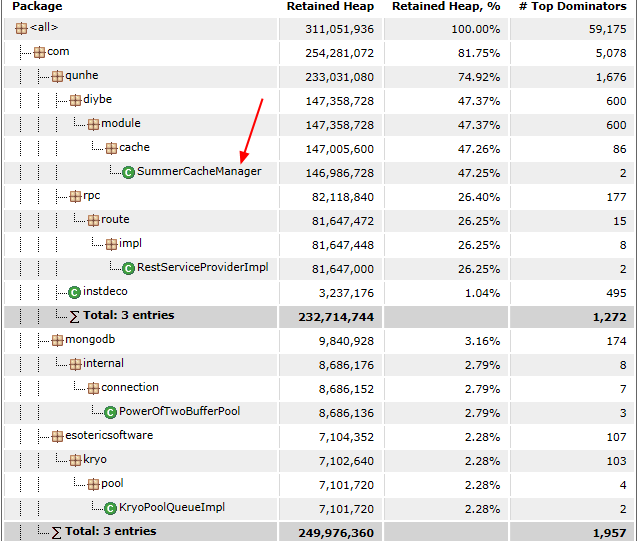 Package Retained Heap Retained Heap, % # Top Dominators
<all> 311,051,936 100.00% 59,175
com 254,281,072 81.75% 5,078
qunhe 233,031,080 74.92% 1,676
diybe 147,358,728 47.37% 600
module 147,358,728 47.37% 600
cache 147,005,600 47.26% 86
C SummerCacheManager 146,986,728 47.25% 2
rpc 82,118,840 26.40% 177
route 81,647,472 26.25% 15
impl 81,647,448 26.25% 8
C RestServiceProviderImpl 81,647,000 26.25% 2
C instdeco 3,237,176 1.04% 495
∑ Total: 3 entries 232,714,744 1,272
mongodb 9,840,928 3.16% 174
internal 8,686,176 2.79% 8
connection 8,686,152 2.79% 7
C PowerOfTwoBufferPool 8,686,136 2.79% 3
esotericsoftware 7,104,352 2.28% 107
kryo 7,102,640 2.28% 103
pool 7,101,720 2.28% 4
C KryoPoolQueueImpl 7,101,720 2.28% 2
∑ Total: 3 entries 249,976,360 1,957